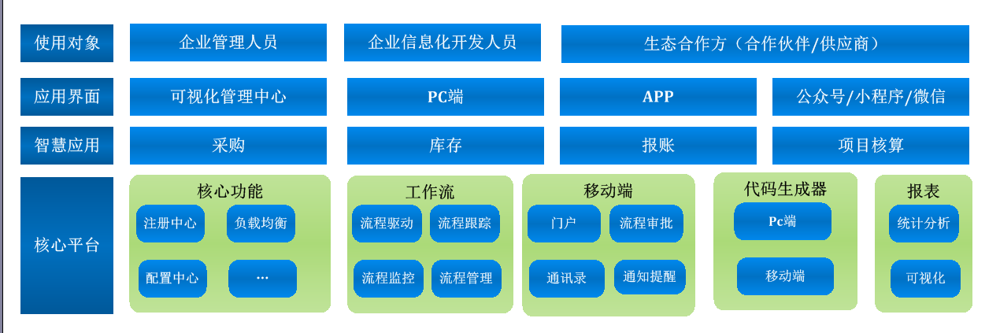 使用对象
企业管理人员
企业信息化开发人员
生态合作方（合作伙伴/供应商）
应用界面
可视化管理中心
PC端
APP
公众号/小程序/微信
智慧应用
采购
库存
报账
项目核算
核心平台
核心功能
注册中心
负载均衡
配置中心
...
工作流
流程驱动
流程跟踪
流程监控
流程管理
移动端
门户
流程审批
通讯录
通知提醒
代码生成器
Pc端
移动端
报表
统计分析
可视化